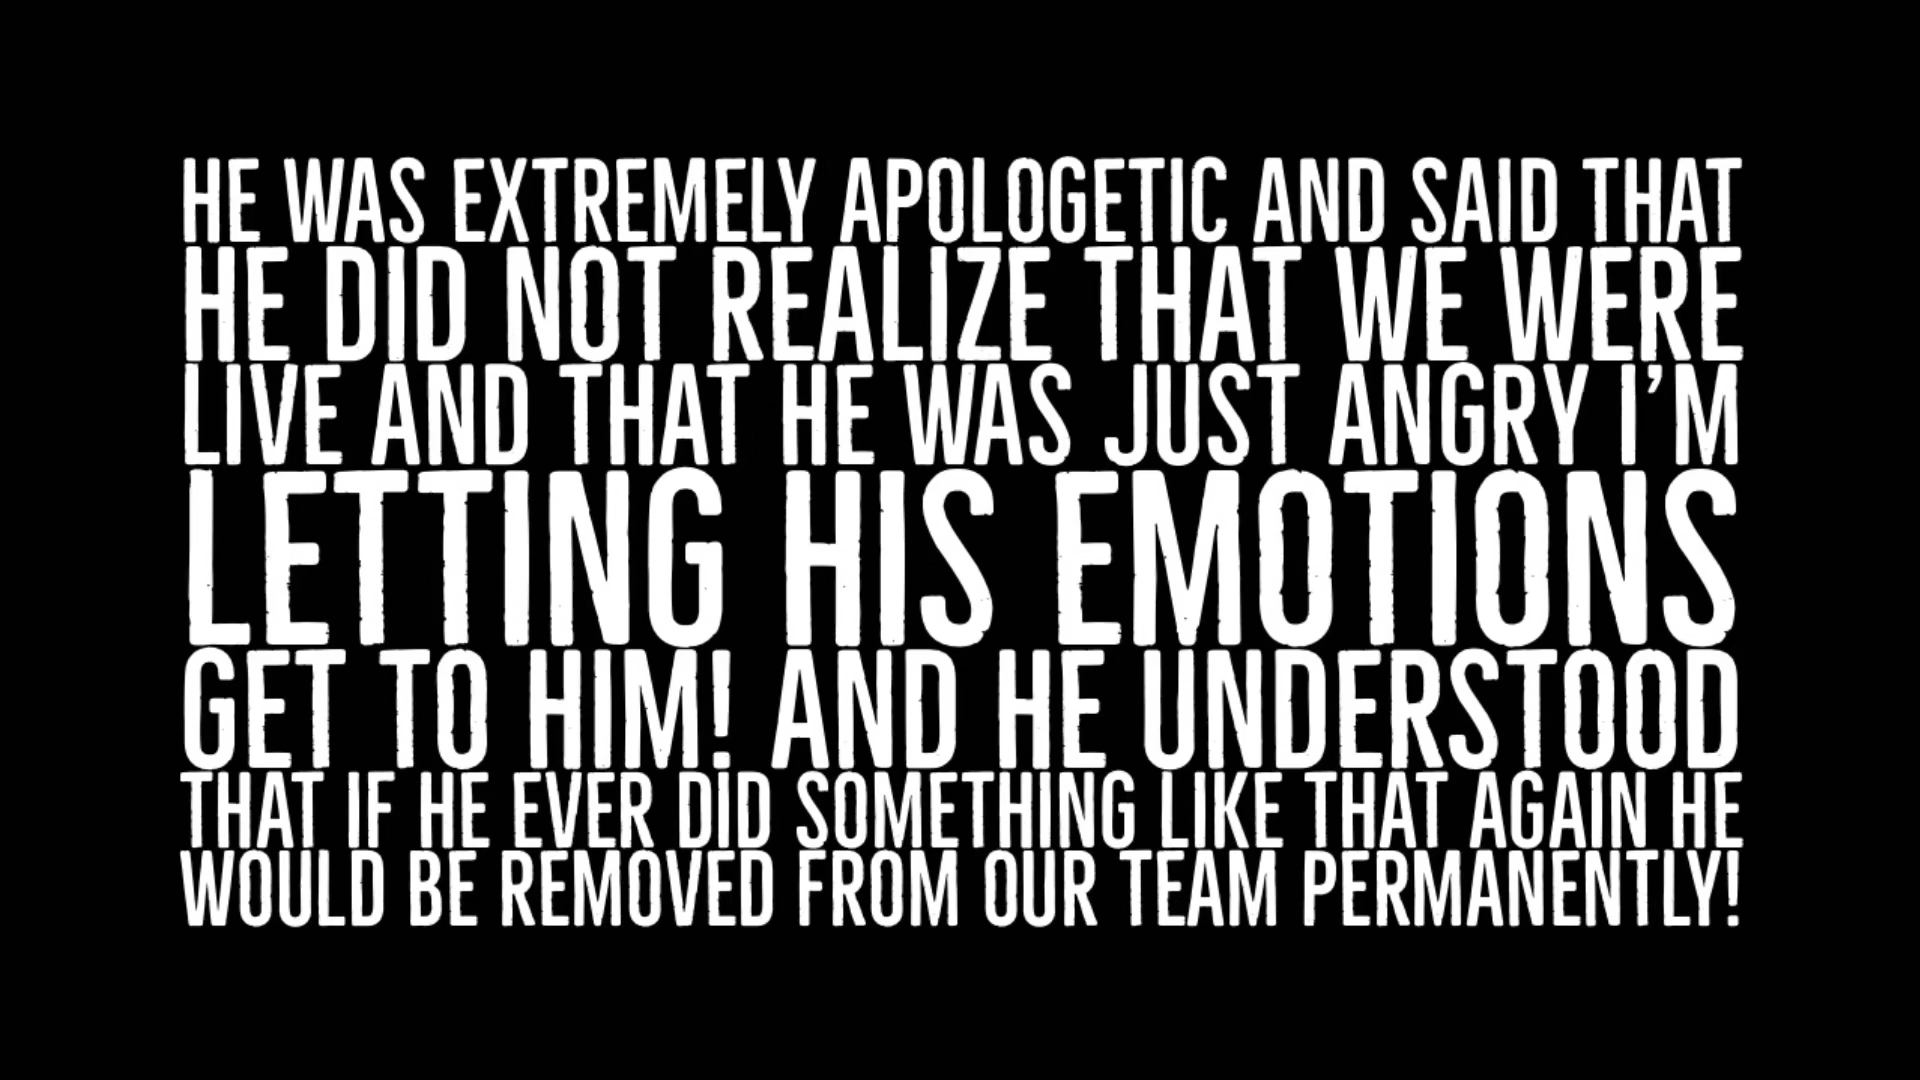 HE WAS EXTREMELY APOLOGETIC AND SAID THAT
HE DID NOT REALIZE THAT WE WERE
LIVE AND THAT HE WAS JUST ANGRY I'M
LETTING HIS EMOTIONS
GET TO HIM! AND HE UNDERSTOOD
THAT IF HE EVER DID SOMETHING LIKE THAT AGAIN HE
WOULD BE REMOVED FROM OUR TEAM PERMANENTLY!